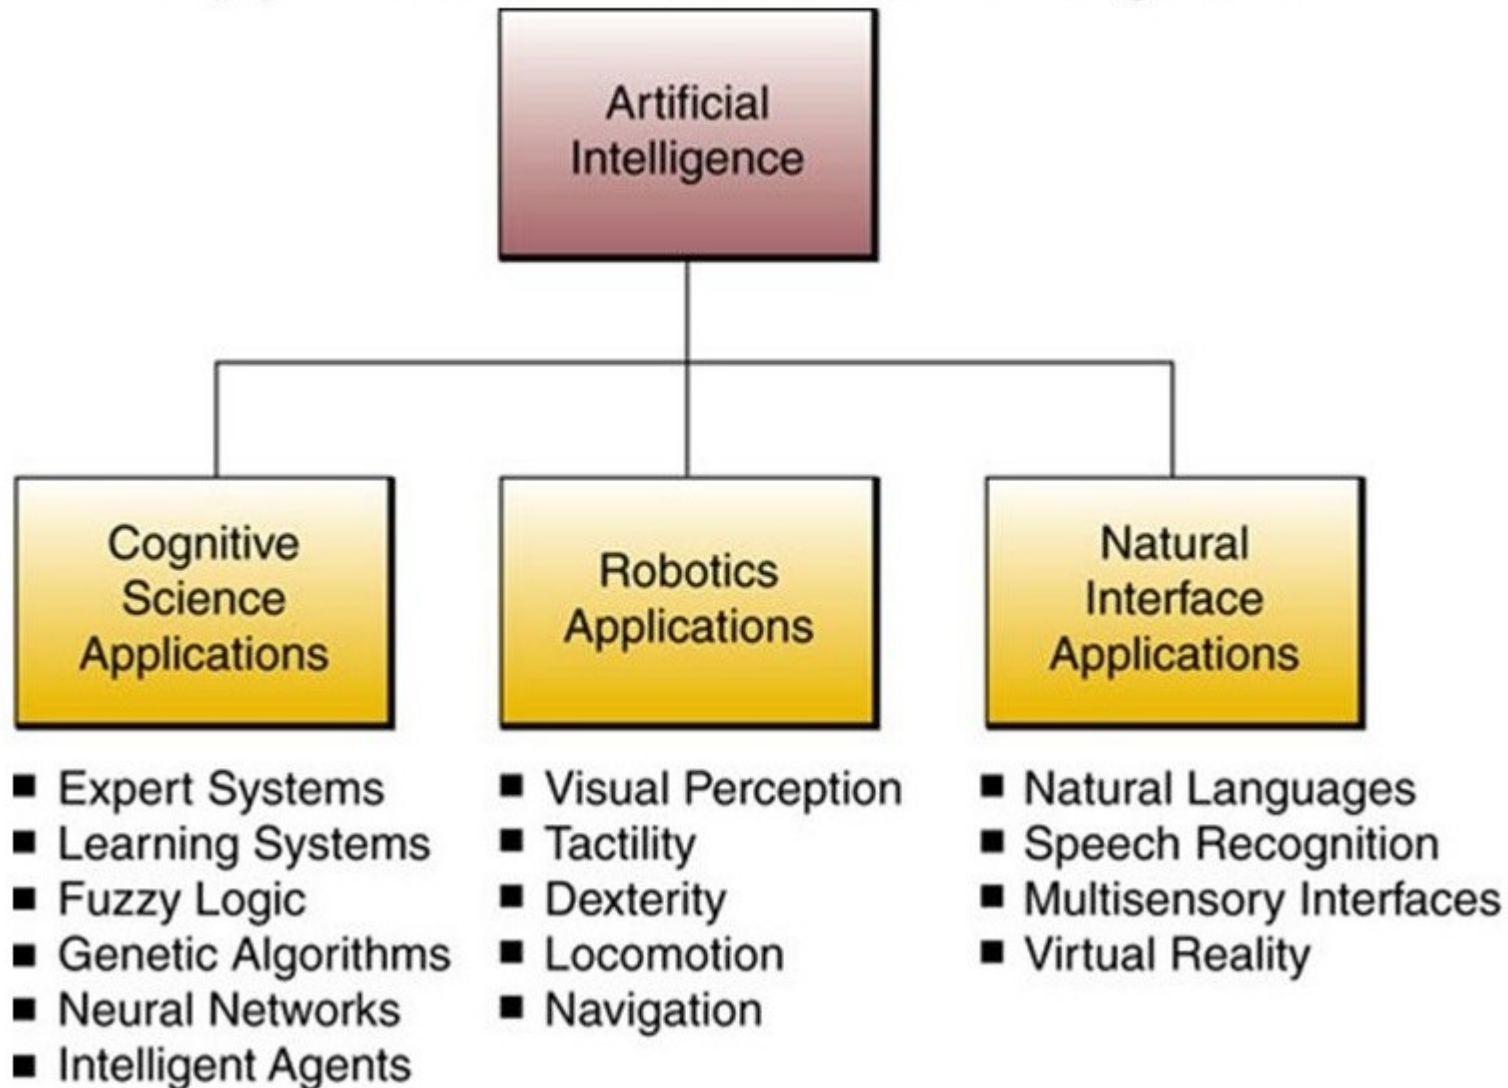 Artificial
Intelligence
Cognitive
Science
Applications
Robotics
Applications
Natural
Interface
Applications
■ Expert Systems
■ Learning Systems
■ Fuzzy Logic
■ Genetic Algorithms
■ Neural Networks
■ Intelligent Agents
■ Visual Perception
■ Tactility
■ Dexterity
■ Locomotion
■ Navigation
■ Natural Languages
■ Speech Recognition
■ Multisensory Interfaces
■ Virtual Reality